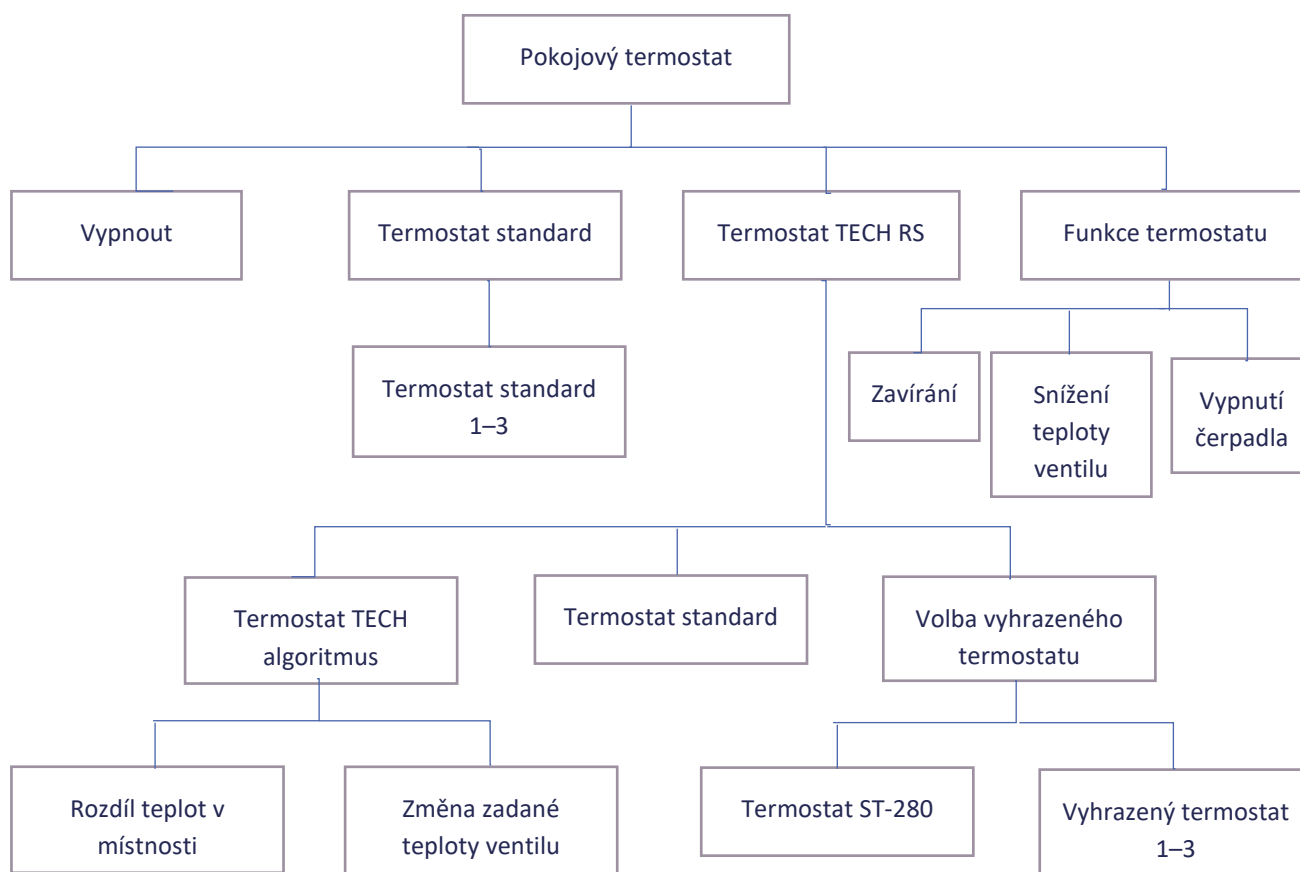 Pokojový termostat
Vypnout
Termostat standard
Termostat TECH RS
Funkce termostatu
Termostat standard
1–3
Zavírání
Snížení
teploty
ventilu
Vypnutí
čerpadla
Termostat TECH
algoritmus
Termostat standard
Volba vyhrazeného
termostatu
Rozdíl teplot v
místnosti
Změna zadané
teploty ventilu
Termostat ST-280
Vyhrazený termostat
1–3